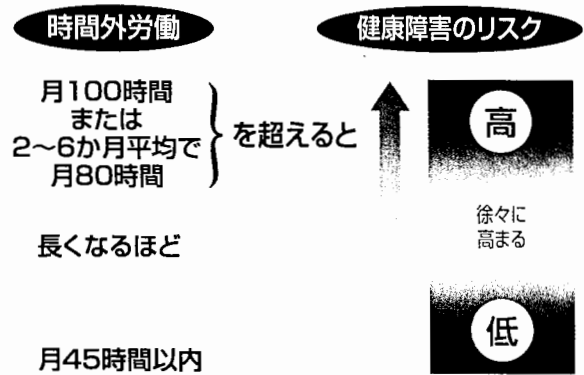 時間外労働
健康障害のリスク
月100時間
または
2〜6か月平均で
月80時間
を超えると
高
徐々に
高まる
長くなるほど
低
月45時間以内